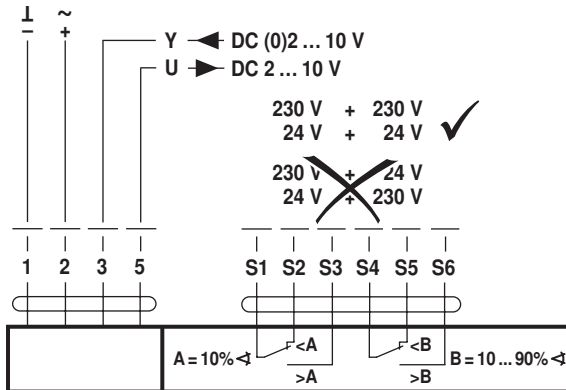 ⊥ ~
− +
Y DC (0)2 ... 10 V
U DC 2 ... 10 V
230 V + 230 V
24 V + 24 V
230 V + 24 V
24 V + 230 V
1 2 3 5 S1 S2 S3 S4 S5 S6
A = 10% ∢ <A <B B = 10 ... 90% ∢
>A >B